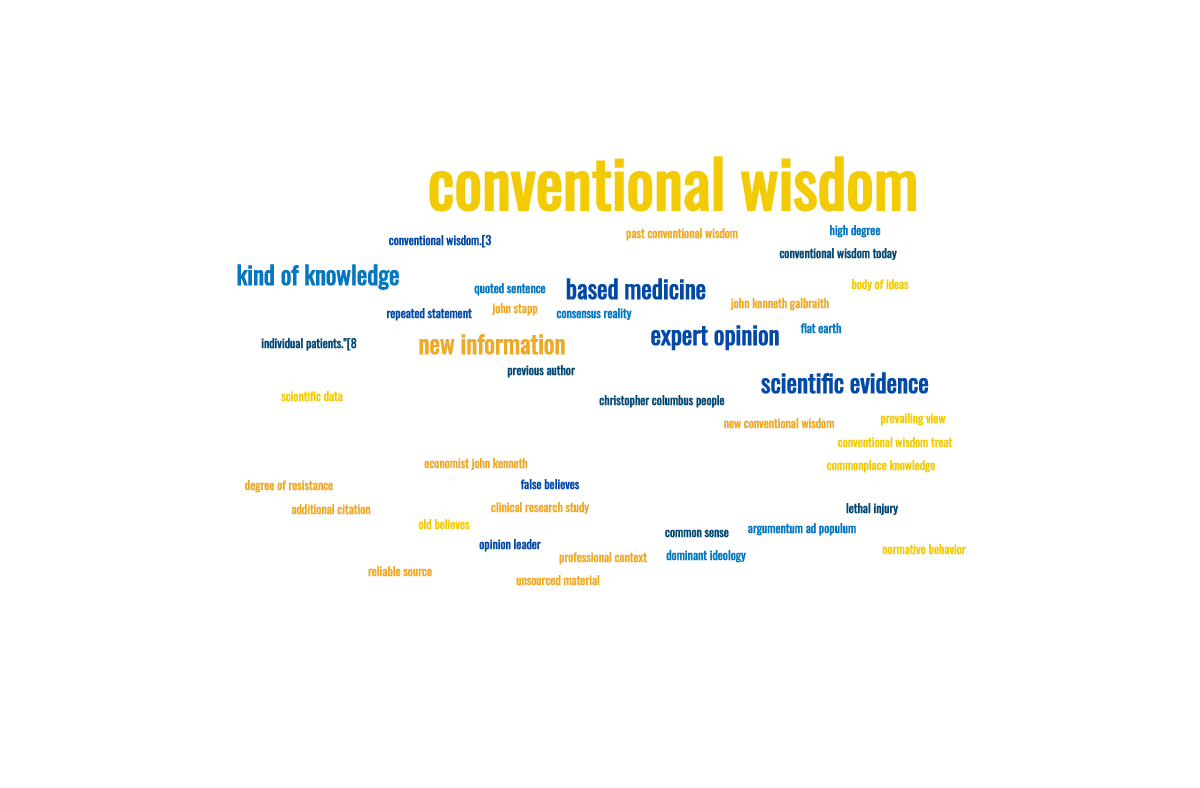 conventional wisdom
high degree
past conventional wisdom
conventional wisdom.[3
conventional wisdom today
kind of knowledge
body of ideas
quoted sentence
based medicine
john kenneth galbraith
john stapp
repeated statement
consensus reality
flat earth
expert opinion
individual patients."[8
new information
previous author
scientific evidence
scientific data
christopher columbus people
prevailing view
new conventional wisdom
conventional wisdom treat
economist john kenneth
commonplace knowledge
degree of resistance
false believes
clinical research study
additional citation
lethal injury
old believes
argumentum ad populum
common sense
opinion leader
normative behavior
professional context
dominant ideology
reliable source
unsourced material